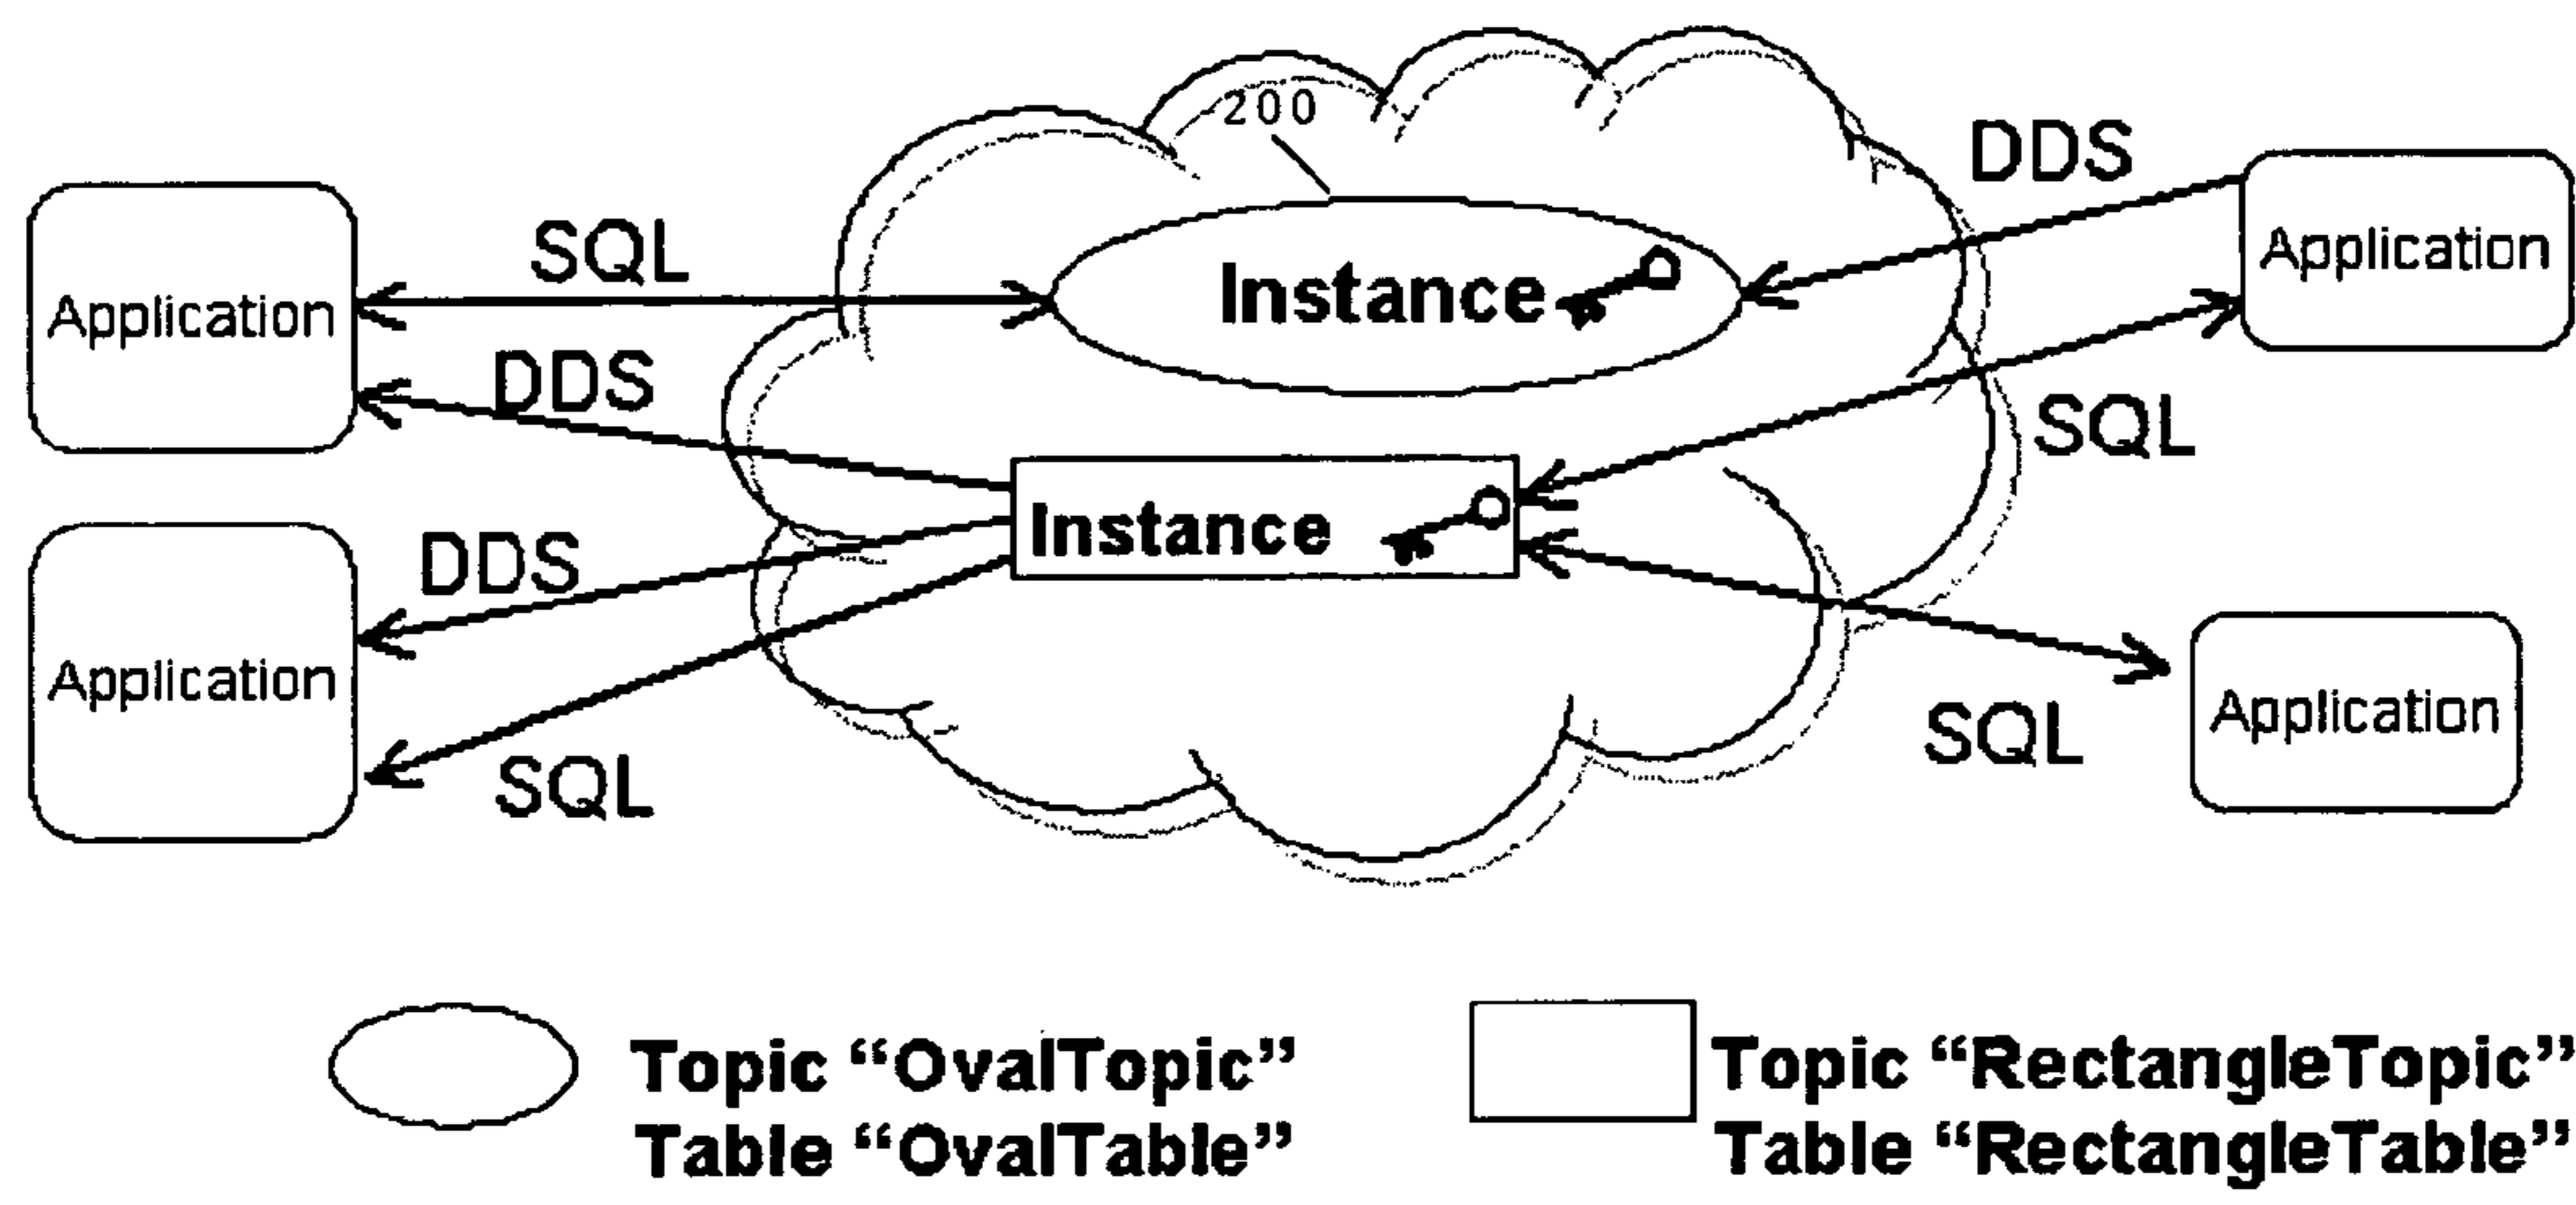 200
DDS
SQL
Application
Application
Instance
DDS
SQL
DDS
Instance
Application
Application
SQL
SQL
Topic “OvalTopic”
Table “OvalTable”
Topic “RectangleTopic”
Table “RectangleTable”